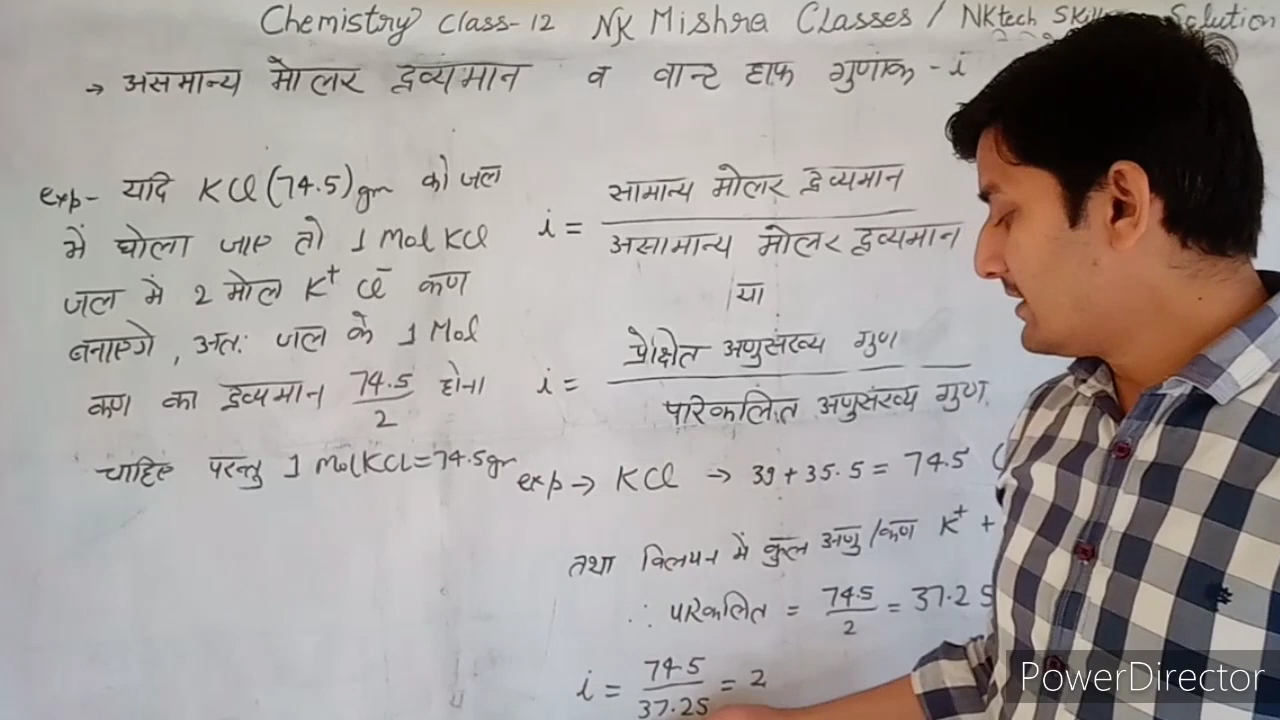 Chemistry Class-12 NK Mishra Classes / NKtech Solution
→ असमान्य मोलर द्रव्यमान व वान्ट हाफ गुणांक - i
exp- यदि KCl(74.5)gm को जल
में घोला जाए तो 1 Mol KCl
जल में 2 मोल K⁺ Cl⁻ कण
बनाएगे, अतः जल के 1 Mol
कण का द्रव्यमान 74.5/2 होना
चाहिए परन्तु 1 Mol KCl = 74.5gm
i = सामान्य मोलर द्रव्यमान / असामान्य मोलर द्रव्यमान
या
i = प्रेक्षित अणुसंख्य गुण / परिकलित अणुसंख्य गुण
exp → KCl → 39 + 35.5 = 74.5 (
तथा विलयन में कुल अणु/कण K⁺ +
∴ परिकलित = 74.5/2 = 37.25
i = 74.5/37.25 = 2
PowerDirector